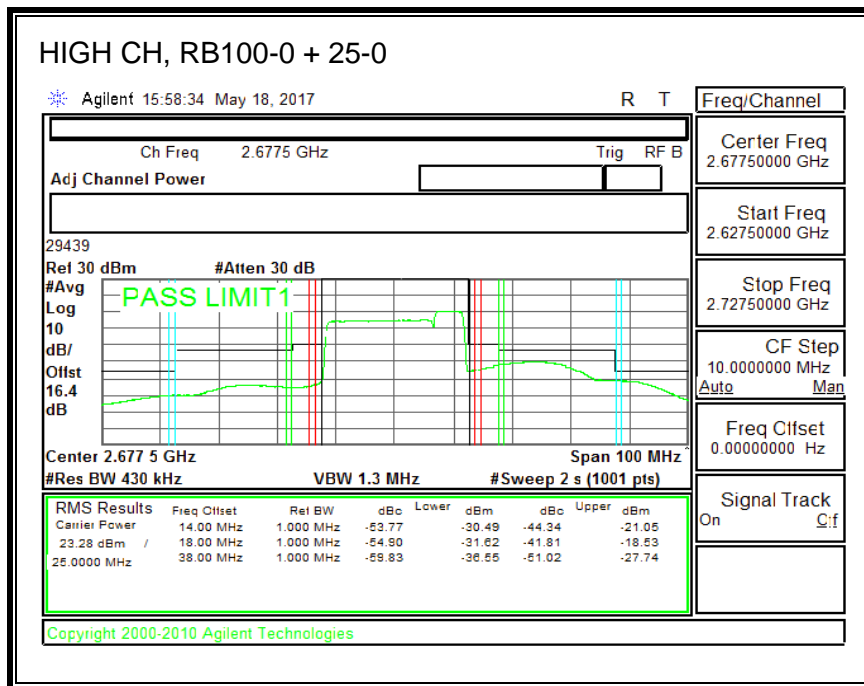 HIGH CH, RB100-0 + 25-0
Agilent 15:58:34 May 18, 2017 R T
Freq/Channel
Ch Freq 2.6775 GHz Trig RF B
Center Freq
2.67750000 GHz
Adj Channel Power
Start Freq
2.62750000 GHz
29439
Ref 30 dBm #Atten 30 dB
#Avg
Log
10
dB/
Offst
16.4
dB
PASS LIMIT1
Stop Freq
2.72750000 GHz
CF Step
10.0000000 MHz
Auto Man
Freq Offset
0.00000000 Hz
Center 2.677 5 GHz Span 100 MHz
#Res BW 430 kHz VBW 1.3 MHz #Sweep 2 s (1001 pts)
Signal Track
On Off
RMS Results Freq Offset Ref BW dBc Lower dBm dBc Upper dBm
Carrier Power 14.00 MHz 1.000 MHz -53.77 -30.49 -44.34 -21.05
23.28 dBm / 18.00 MHz 1.000 MHz -54.90 -31.62 -41.81 -18.53
25.0000 MHz 38.00 MHz 1.000 MHz -59.83 -36.55 -51.02 -27.74
Copyright 2000-2010 Agilent Technologies